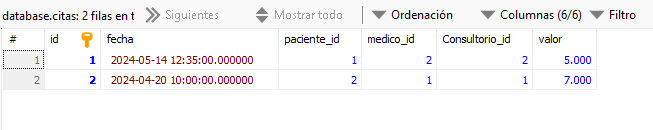 database.citas: 2 filas en t Siguientes Mostrar todo Ordenación Columnas (6/6) Filtro
# id fecha paciente_id medico_id Consultorio_id valor
1 1 2024-05-14 12:35:00.000000 1 2 2 5.000
2 2 2024-04-20 10:00:00.000000 2 1 1 7.000